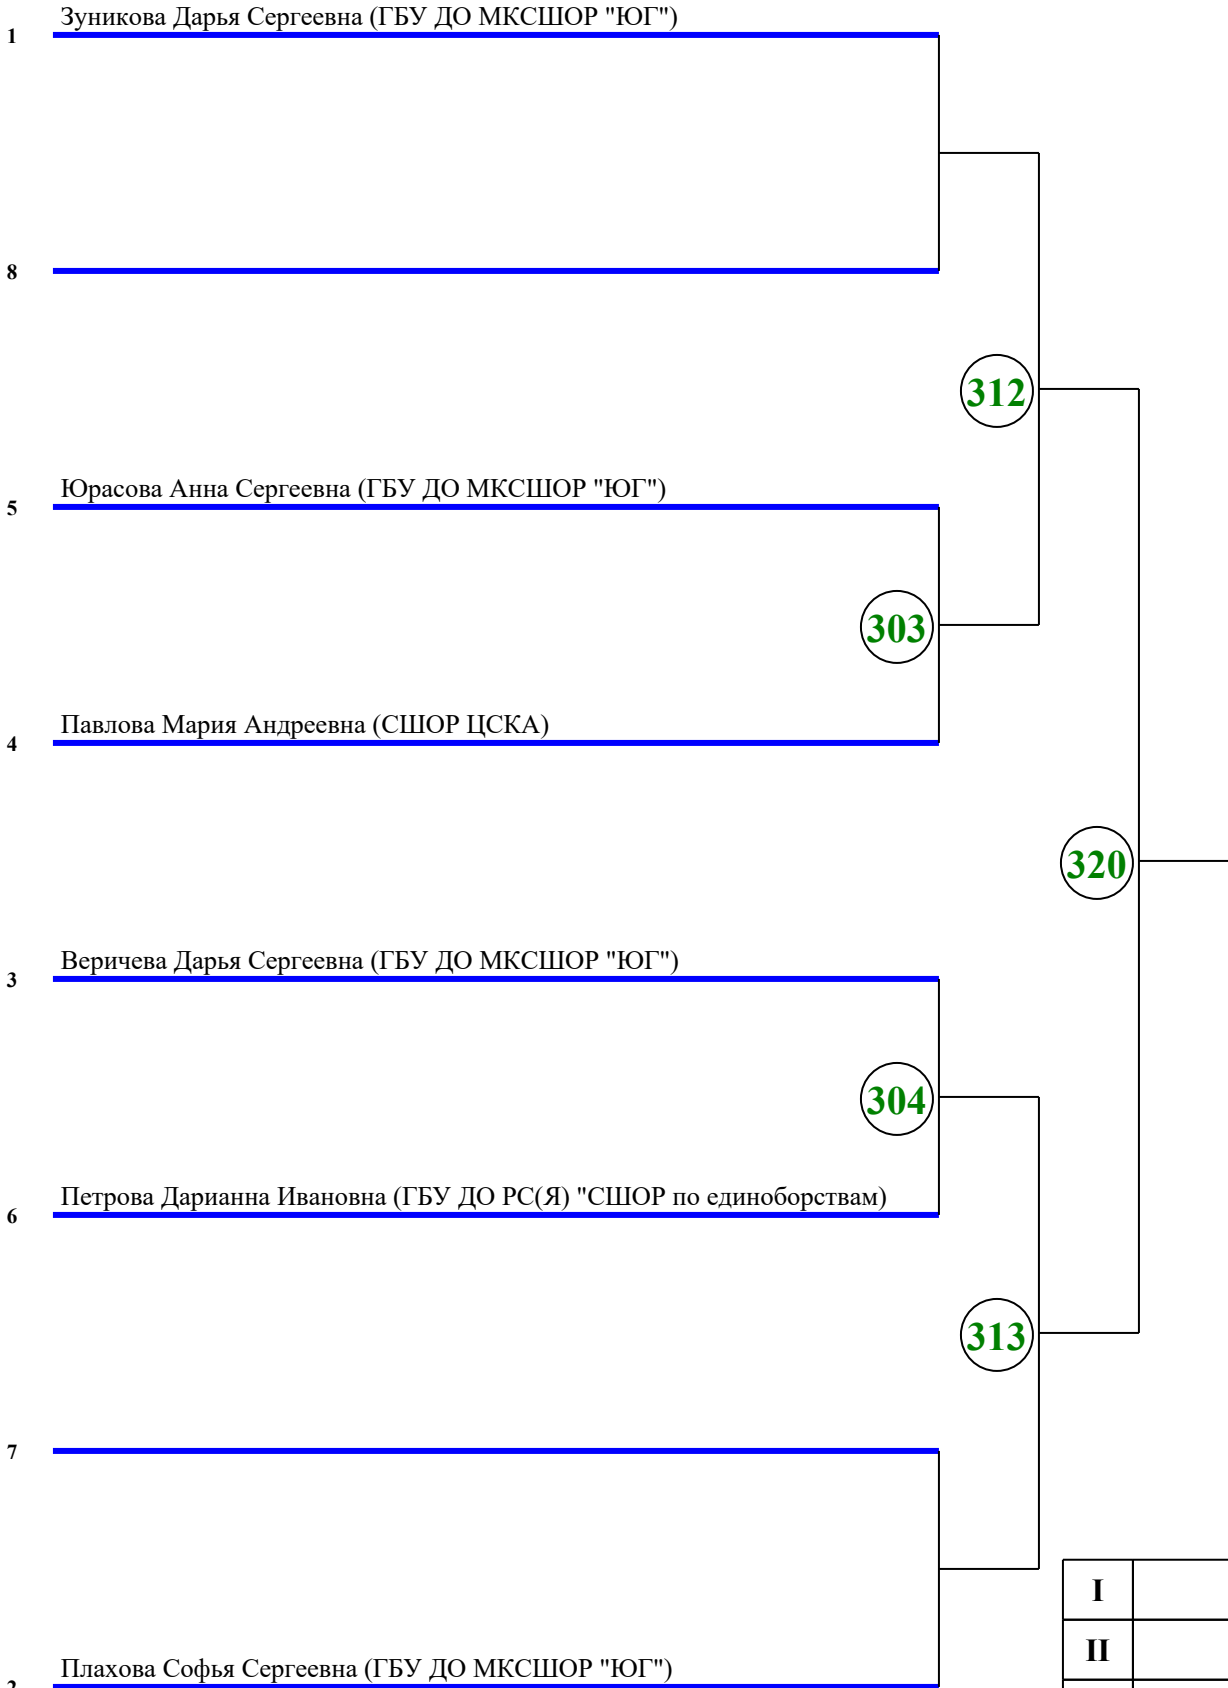 Зуникова Дарья Сергеевна (ГБУ ДО МКСШОР "ЮГ")
1
8
312
Юрасова Анна Сергеевна (ГБУ ДО МКСШОР "ЮГ")
5
303
Павлова Мария Андреевна (СШОР ЦСКА)
4
320
Веричева Дарья Сергеевна (ГБУ ДО МКСШОР "ЮГ")
3
304
Петрова Дарианна Ивановна (ГБУ ДО РС(Я) "СШОР по единоборствам)
6
313
7
I
II
Плахова Софья Сергеевна (ГБУ ДО МКСШОР "ЮГ")
2